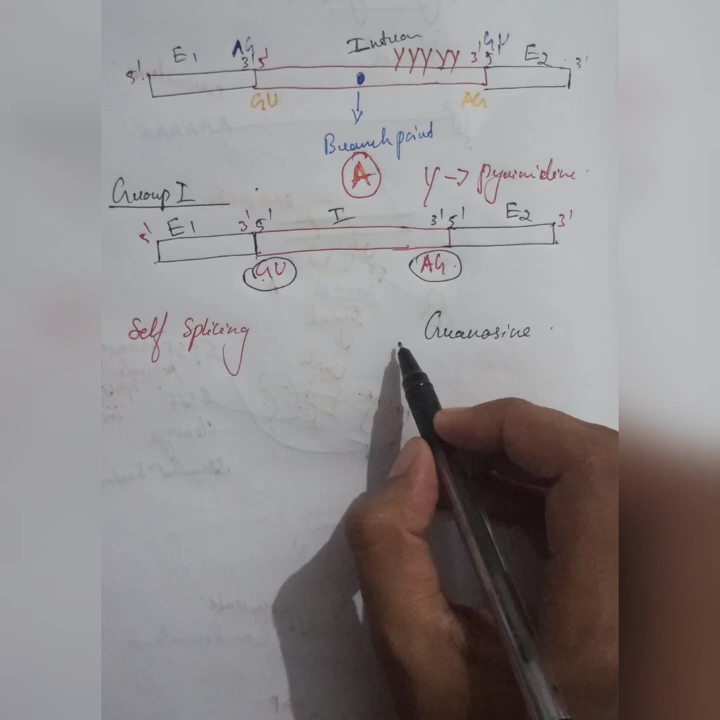 Intron
5' E1 AG 3' 5' YYYYY 3' 5' GU E2 3'
GU AG
Branch point
A Y → Pyrimidine
Group I
5' E1 3' 5' I 3' 5' E2 3'
GU AG
Self Splicing Guanosine